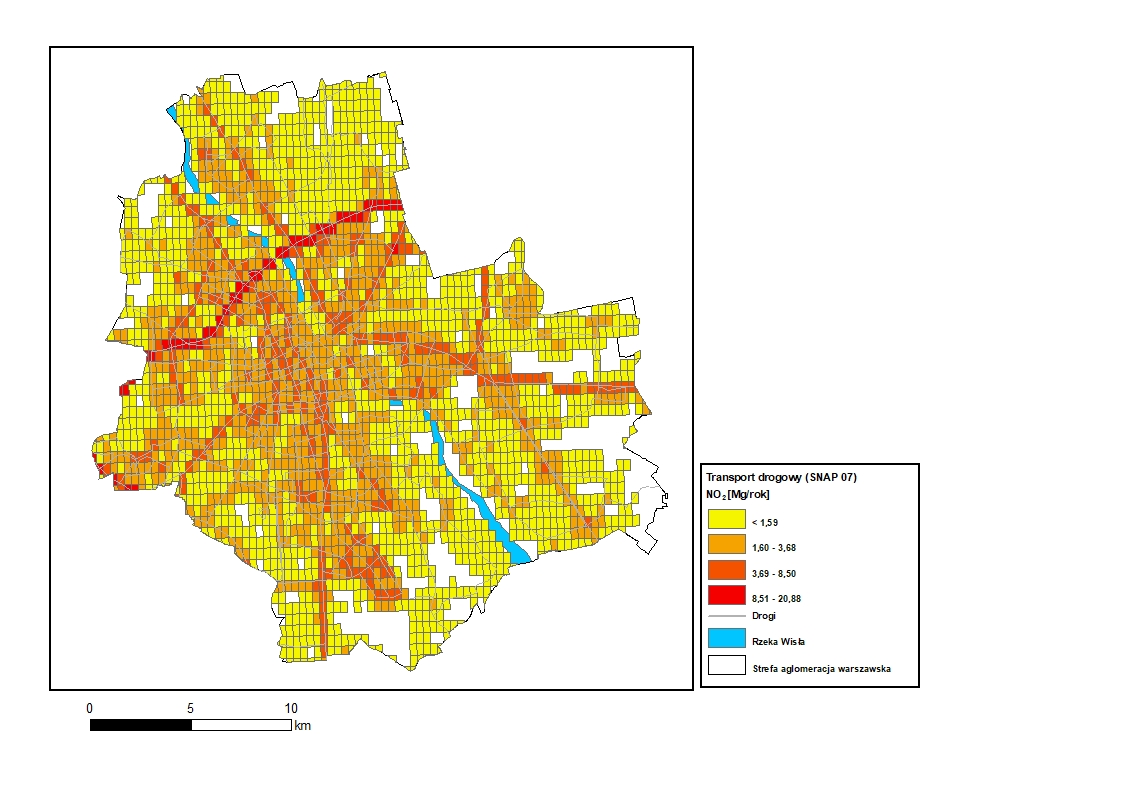 Transport drogowy (SNAP 07)
NO2 [Mg/rok]
< 1,59
1,60 - 3,68
3,69 - 8,50
8,51 - 20,88
Drogi
Rzeka Wisła
Strefa aglomeracja warszawska
0 5 10
km